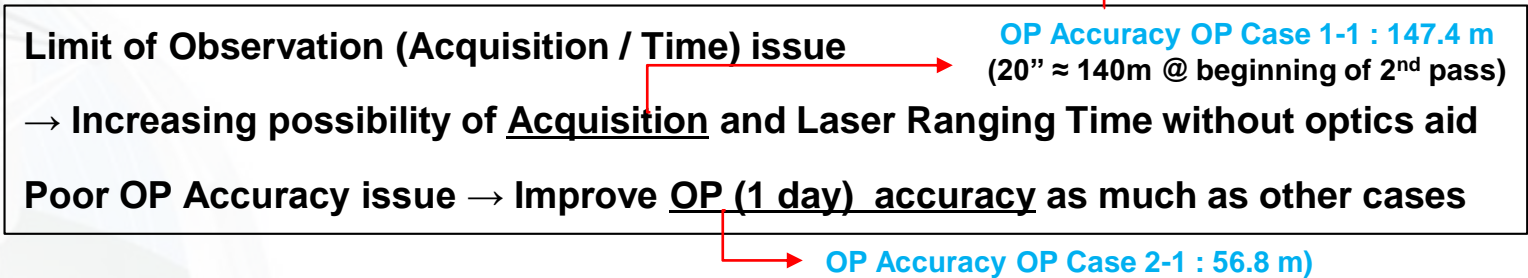 Limit of Observation (Acquisition / Time) issue
OP Accuracy OP Case 1-1 : 147.4 m
(20” ≈ 140m @ beginning of 2nd pass)
→ Increasing possibility of Acquisition and Laser Ranging Time without optics aid
Poor OP Accuracy issue → Improve OP (1 day)  accuracy as much as other cases
OP Accuracy OP Case 2-1 : 56.8 m)